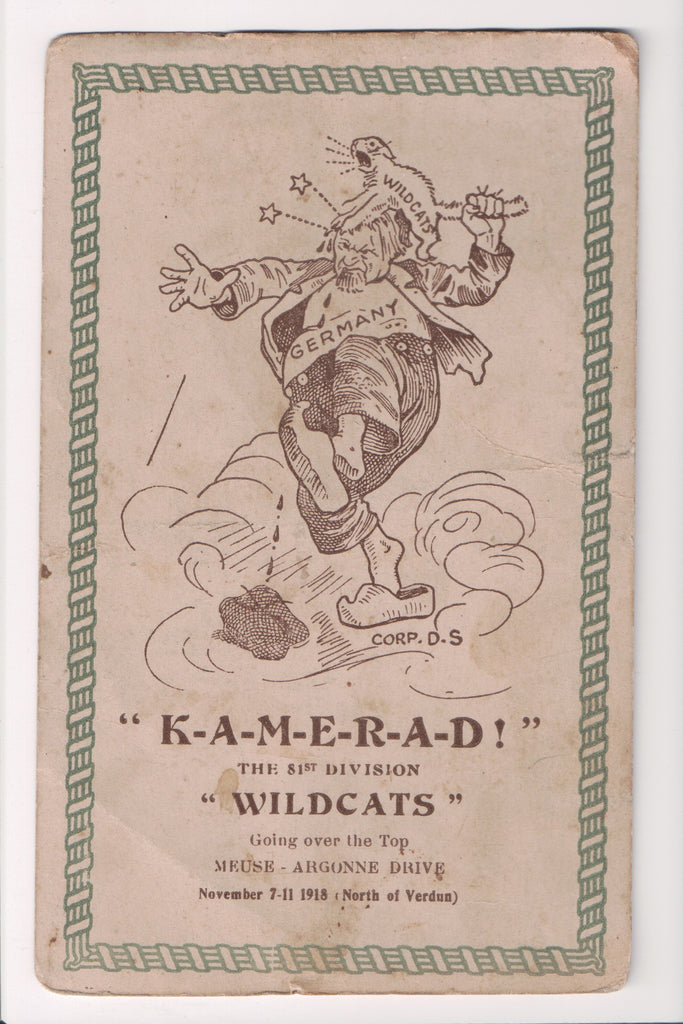 WILDCATS
GERMANY
CORP. D-S
“ K-A-M-E-R-A-D! ”
THE 81ST DIVISION
“ WILDCATS ”
Going over the Top
MEUSE - ARGONNE DRIVE
November 7-11 1918 (North of Verdun)